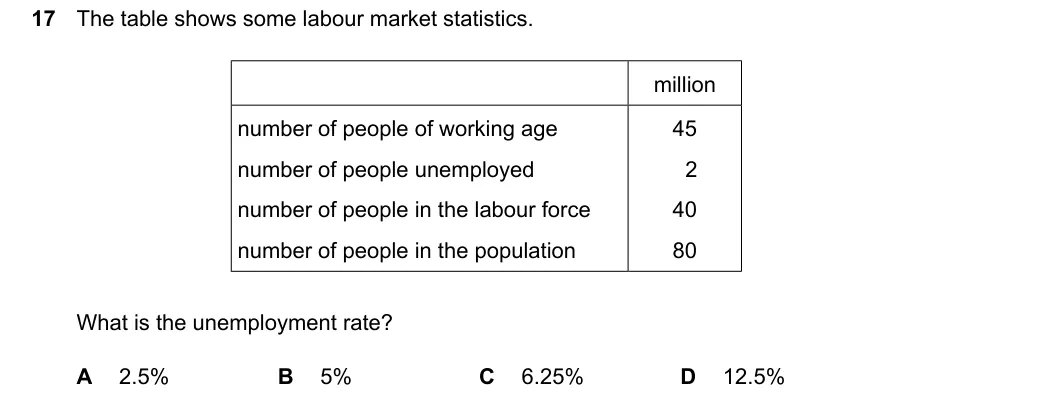 17 The table shows some labour market statistics.
million
number of people of working age 45
number of people unemployed 2
number of people in the labour force 40
number of people in the population 80
What is the unemployment rate?
A 2.5% B 5% C 6.25% D 12.5%